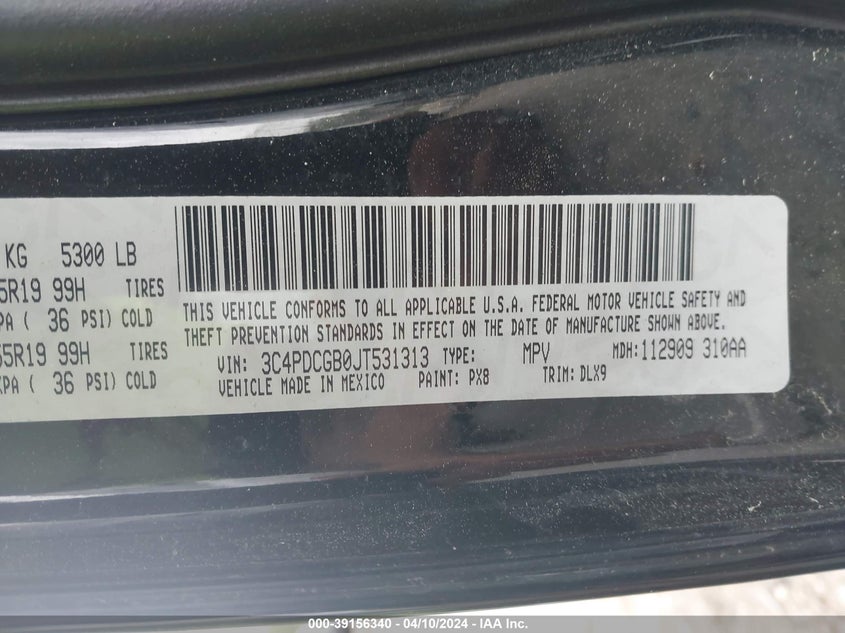 KG 5300 LB
5R19 99H TIRES
KPA ( 36 PSI) COLD
55R19 99H TIRES
KPA ( 36 PSI) COLD
THIS VEHICLE CONFORMS TO ALL APPLICABLE U.S.A. FEDERAL MOTOR VEHICLE SAFETY AND
THEFT PREVENTION STANDARDS IN EFFECT ON THE DATE OF MANUFACTURE SHOWN ABOVE.
VIN: 3C4PDCGB0JT531313 TYPE: MPV MDH: 112909 310AA
VEHICLE MADE IN MEXICO PAINT: PX8 TRIM: DLX9
000-39156340 - 04/10/2024 - IAA Inc.